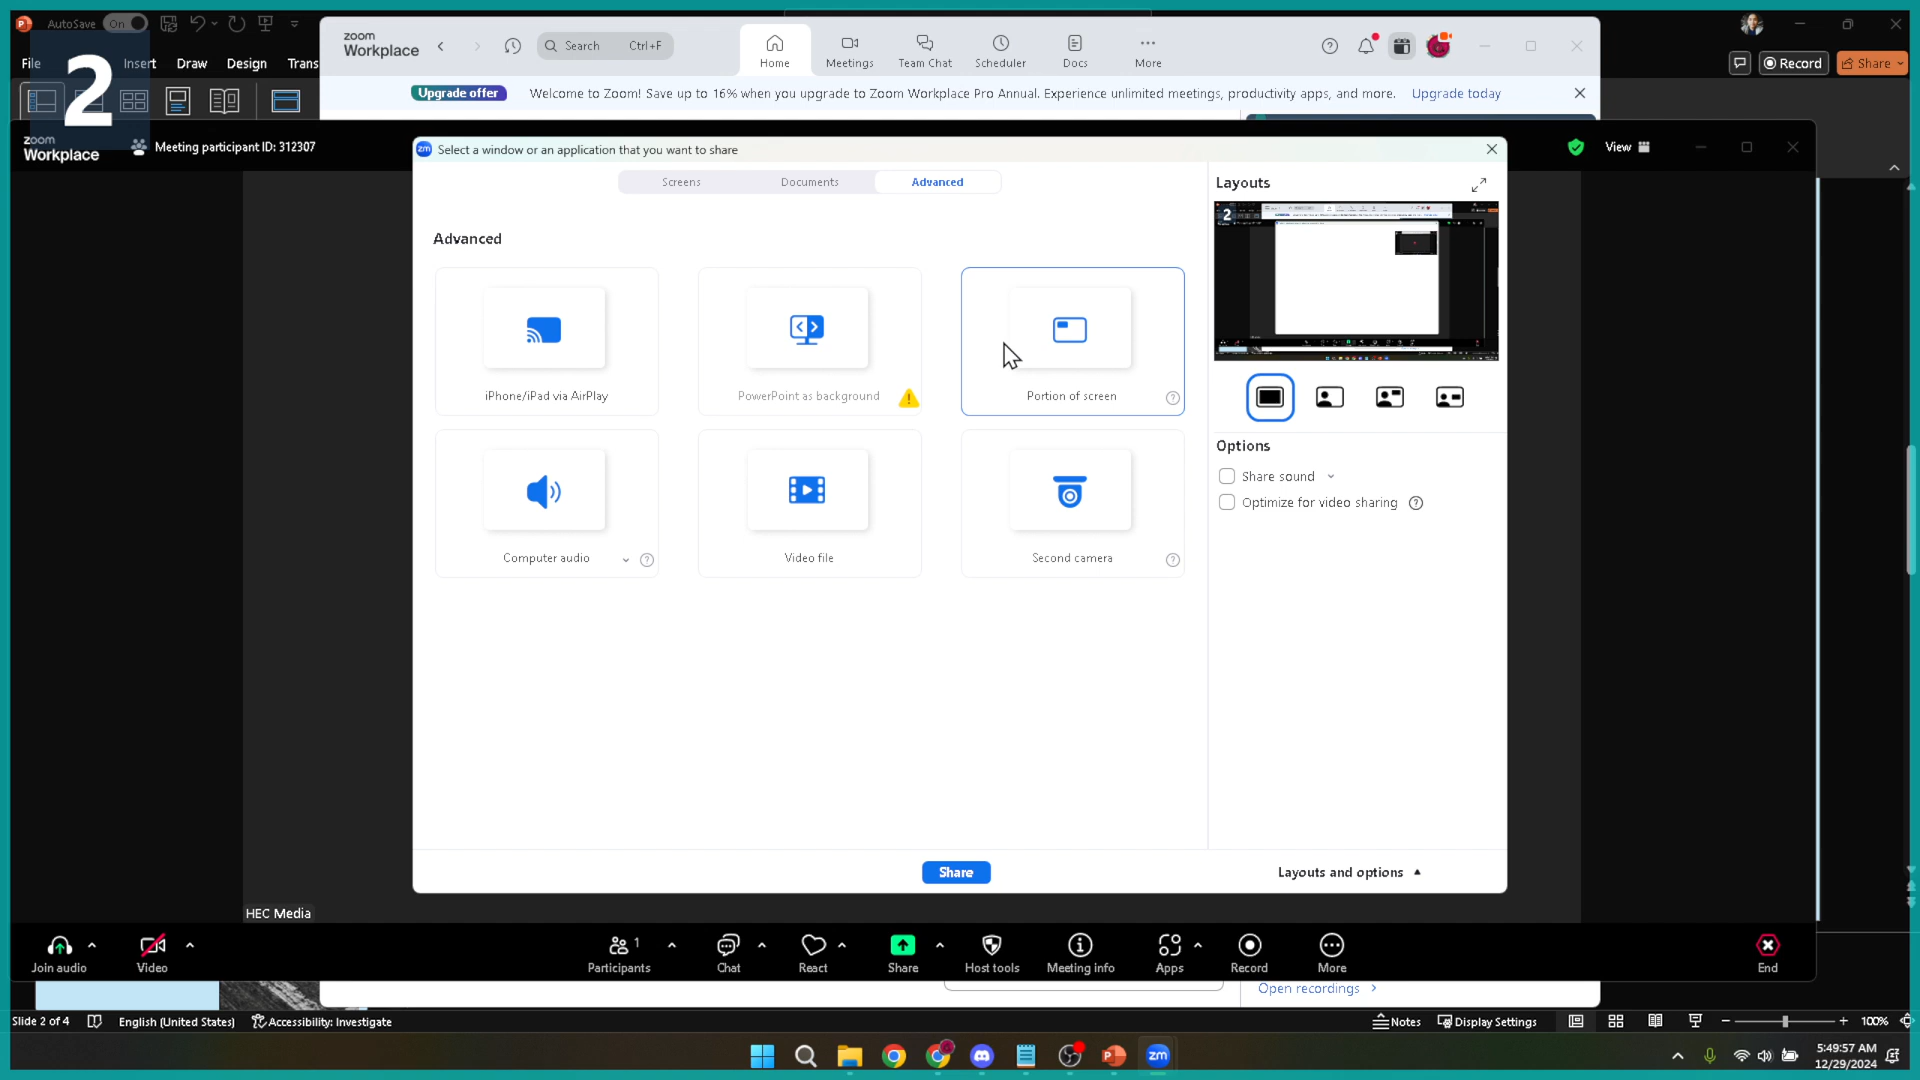 AutoSave On
2
File Insert Draw Design Trans
Record
Share
zoom
Workplace
Search Ctrl+F
Home
Meetings
Team Chat
Scheduler
Docs
More
Upgrade offer
Welcome to Zoom! Save up to 16% when you upgrade to Zoom Workplace Pro Annual. Experience unlimited meetings, productivity apps, and more. Upgrade today
zoom
Workplace
Meeting participant ID: 312307
View
zm Select a window or an application that you want to share
Screens Documents Advanced
Advanced
iPhone/iPad via AirPlay
PowerPoint as background
Portion of screen
Computer audio
Video file
Second camera
Layouts
2
Options
Share sound
Optimize for video sharing
Share
Layouts and options
HEC Media
Join audio
Video
Participants 1
Chat
React
Share
Host tools
Meeting info
Apps
Record
More
End
Open recordings
Slide 2 of 4 English (United States) Accessibility: Investigate
Notes Display Settings 100%
zm
5:49:57 AM
12/29/2024